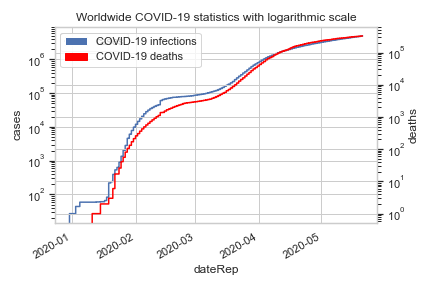 Worldwide COVID-19 statistics with logarithmic scale
COVID-19 infections
COVID-19 deaths
10⁶
10⁵
10⁴
10³
10²
cases
10⁵
10⁴
10³
10²
10¹
10⁰
deaths
2020-01
2020-02
2020-03
2020-04
2020-05
dateRep